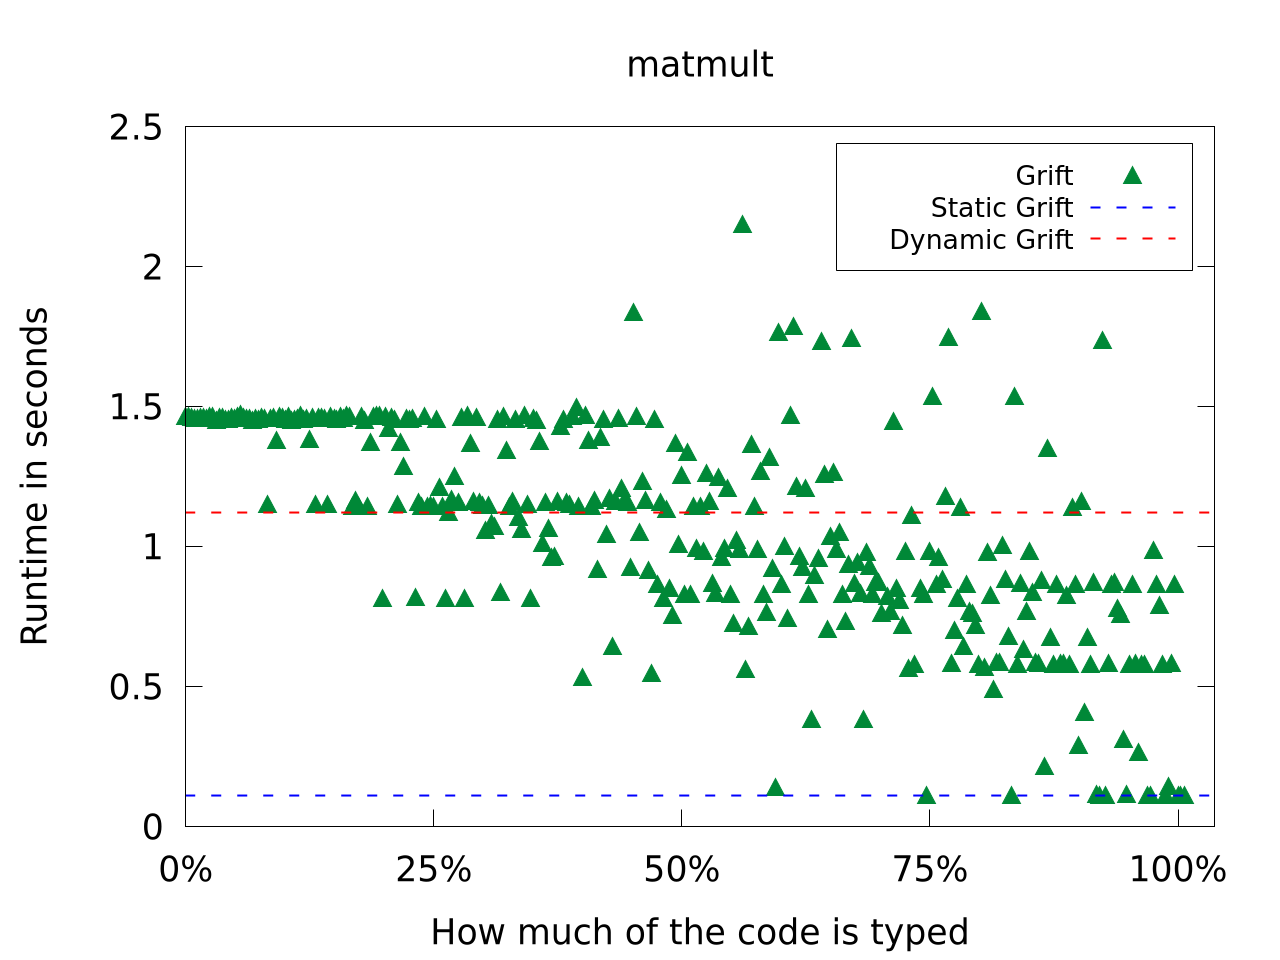 matmult
2.5
2
1.5
1
0.5
0
Runtime in seconds
Grift
Static Grift
Dynamic Grift
0% 25% 50% 75% 100%
How much of the code is typed